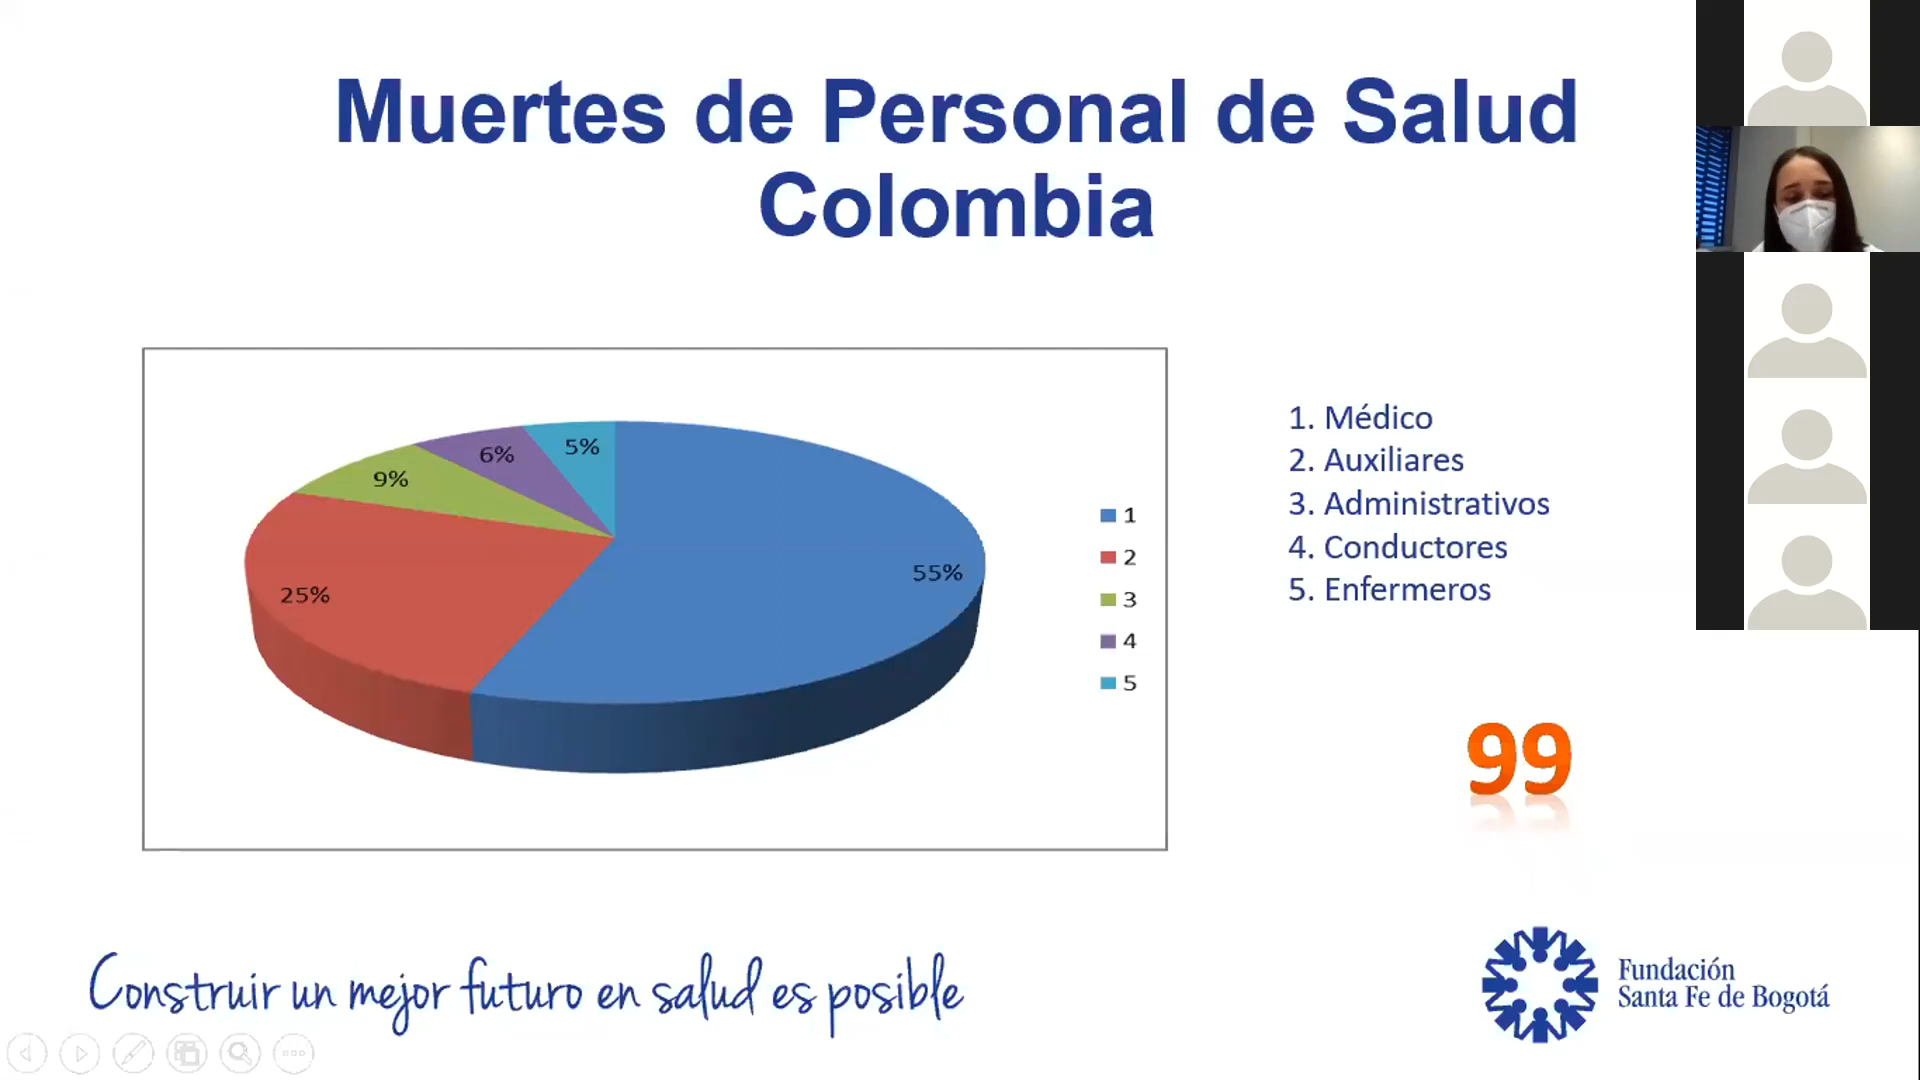 Muertes de Personal de Salud
Colombia
5%
6%
9%
55%
25%
1
2
3
4
5
1. Médico
2. Auxiliares
3. Administrativos
4. Conductores
5. Enfermeros
99
Construir un mejor futuro en salud es posible
Fundación
Santa Fe de Bogotá